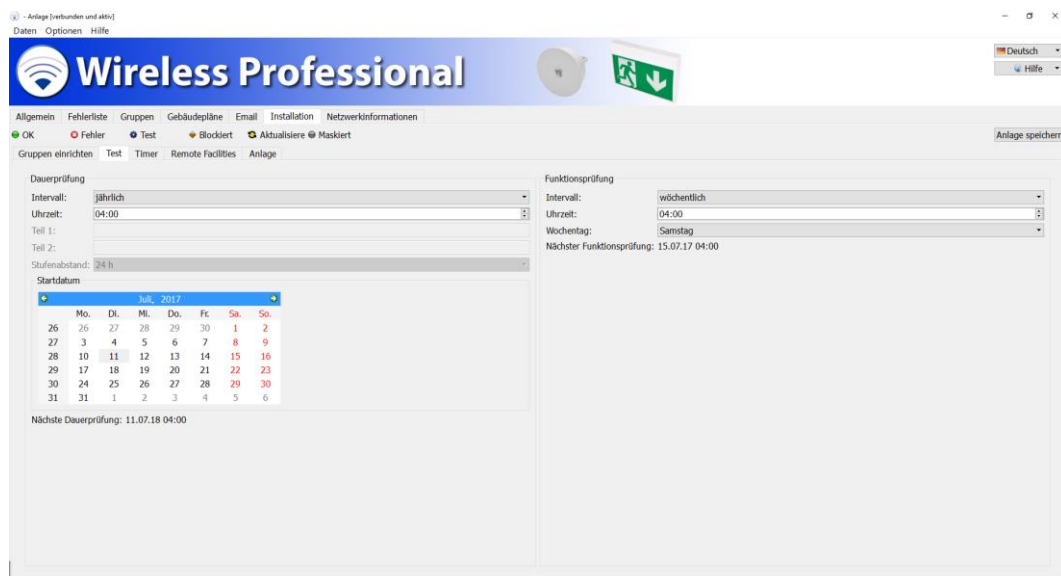 - Anlage [verbunden und aktiv]
Daten Optionen Hilfe
Wireless Professional
Deutsch
Hilfe
Allgemein Fehlerliste Gruppen Gebäudepläne Email Installation Netzwerkinformationen
OK Fehler Test Blockiert Aktualisiere Maskiert
Anlage speichern
Gruppen einrichten Test Timer Remote Facilities Anlage
Dauerprüfung
Intervall: jährlich
Uhrzeit: 04:00
Teil 1:
Teil 2:
Stufenabstand: 24 h
Startdatum
Juli, 2017
Mo. Di. Mi. Do. Fr. Sa. So.
26 26 27 28 29 30 1 2
27 3 4 5 6 7 8 9
28 10 11 12 13 14 15 16
29 17 18 19 20 21 22 23
30 24 25 26 27 28 29 30
31 31 1 2 3 4 5 6
Nächste Dauerprüfung: 11.07.18 04:00
Funktionsprüfung
Intervall: wöchentlich
Uhrzeit: 04:00
Wochentag: Samstag
Nächster Funktionsprüfung: 15.07.17 04:00